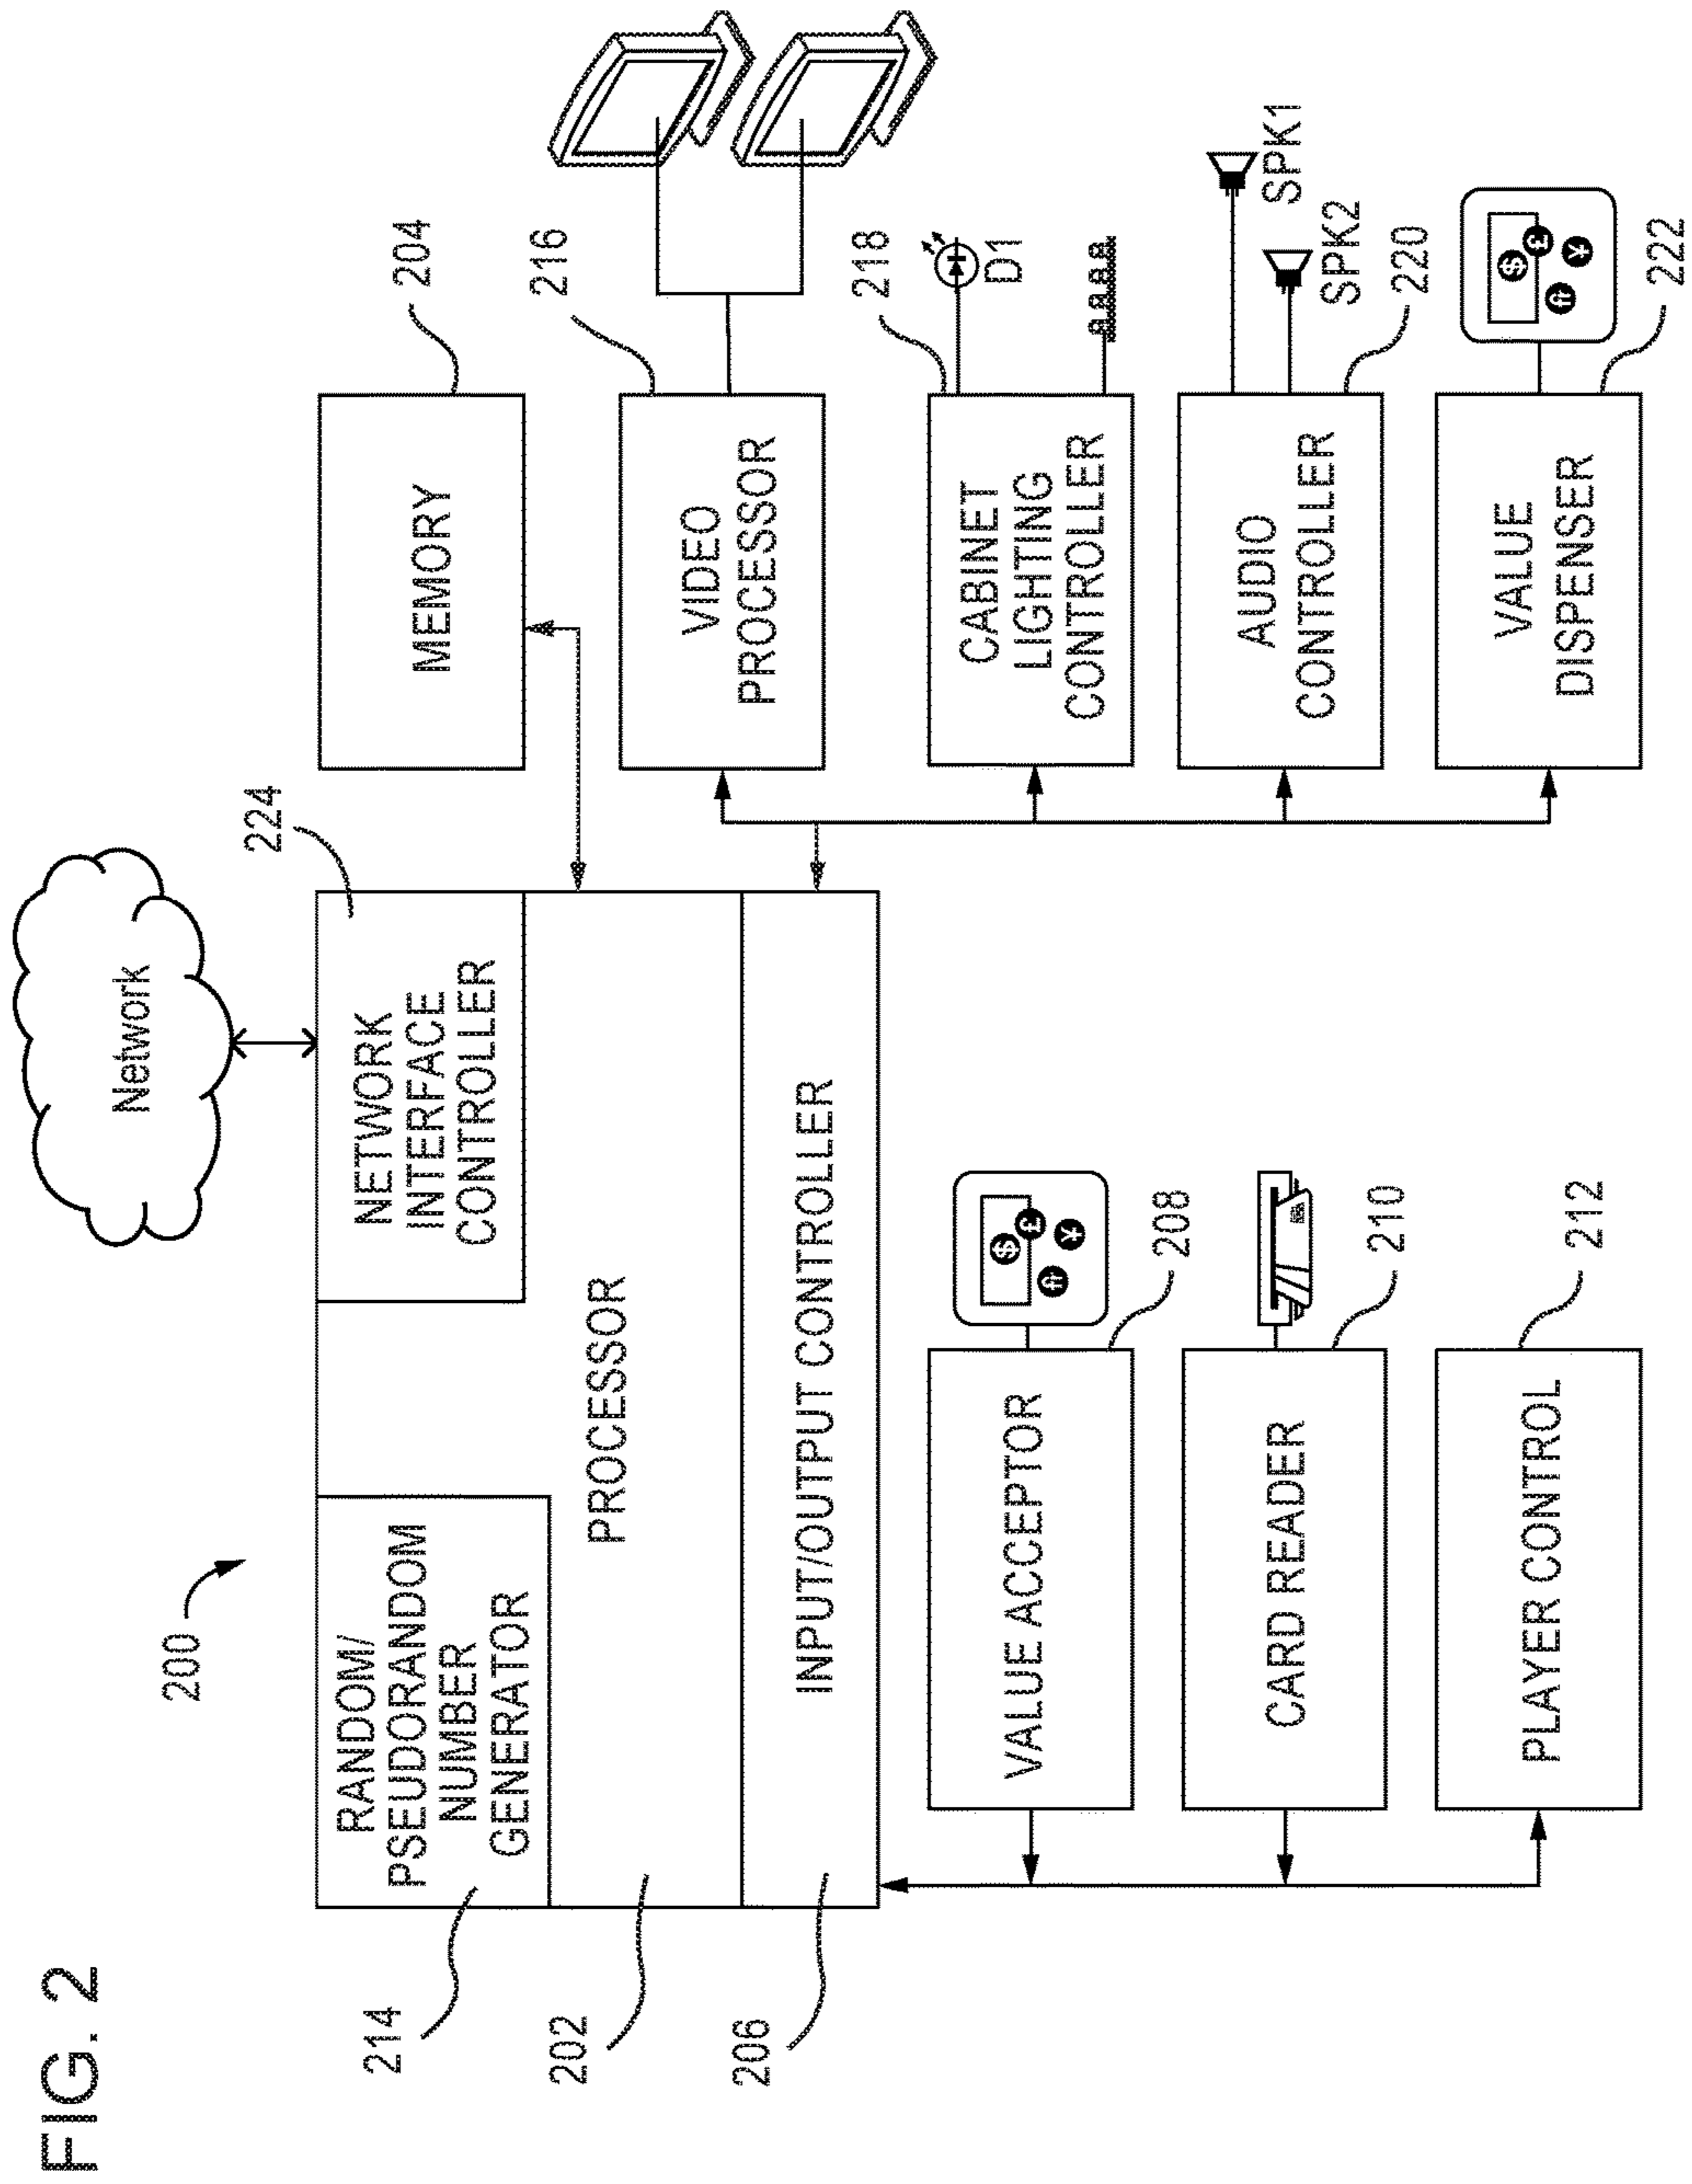 FIG. 2
200
Network
RANDOM/
PSEUDORANDOM
NUMBER
GENERATOR
214
NETWORK
INTERFACE
CONTROLLER
224
PROCESSOR
202
INPUT/OUTPUT CONTROLLER
206
MEMORY
204
VIDEO
PROCESSOR
216
CABINET
LIGHTING
CONTROLLER
218
D1
AUDIO
CONTROLLER
220
SPK1
SPK2
VALUE
DISPENSER
222
$
£
¥
VALUE ACCEPTOR
208
$
£
¥
CARD READER
210
PLAYER CONTROL
212